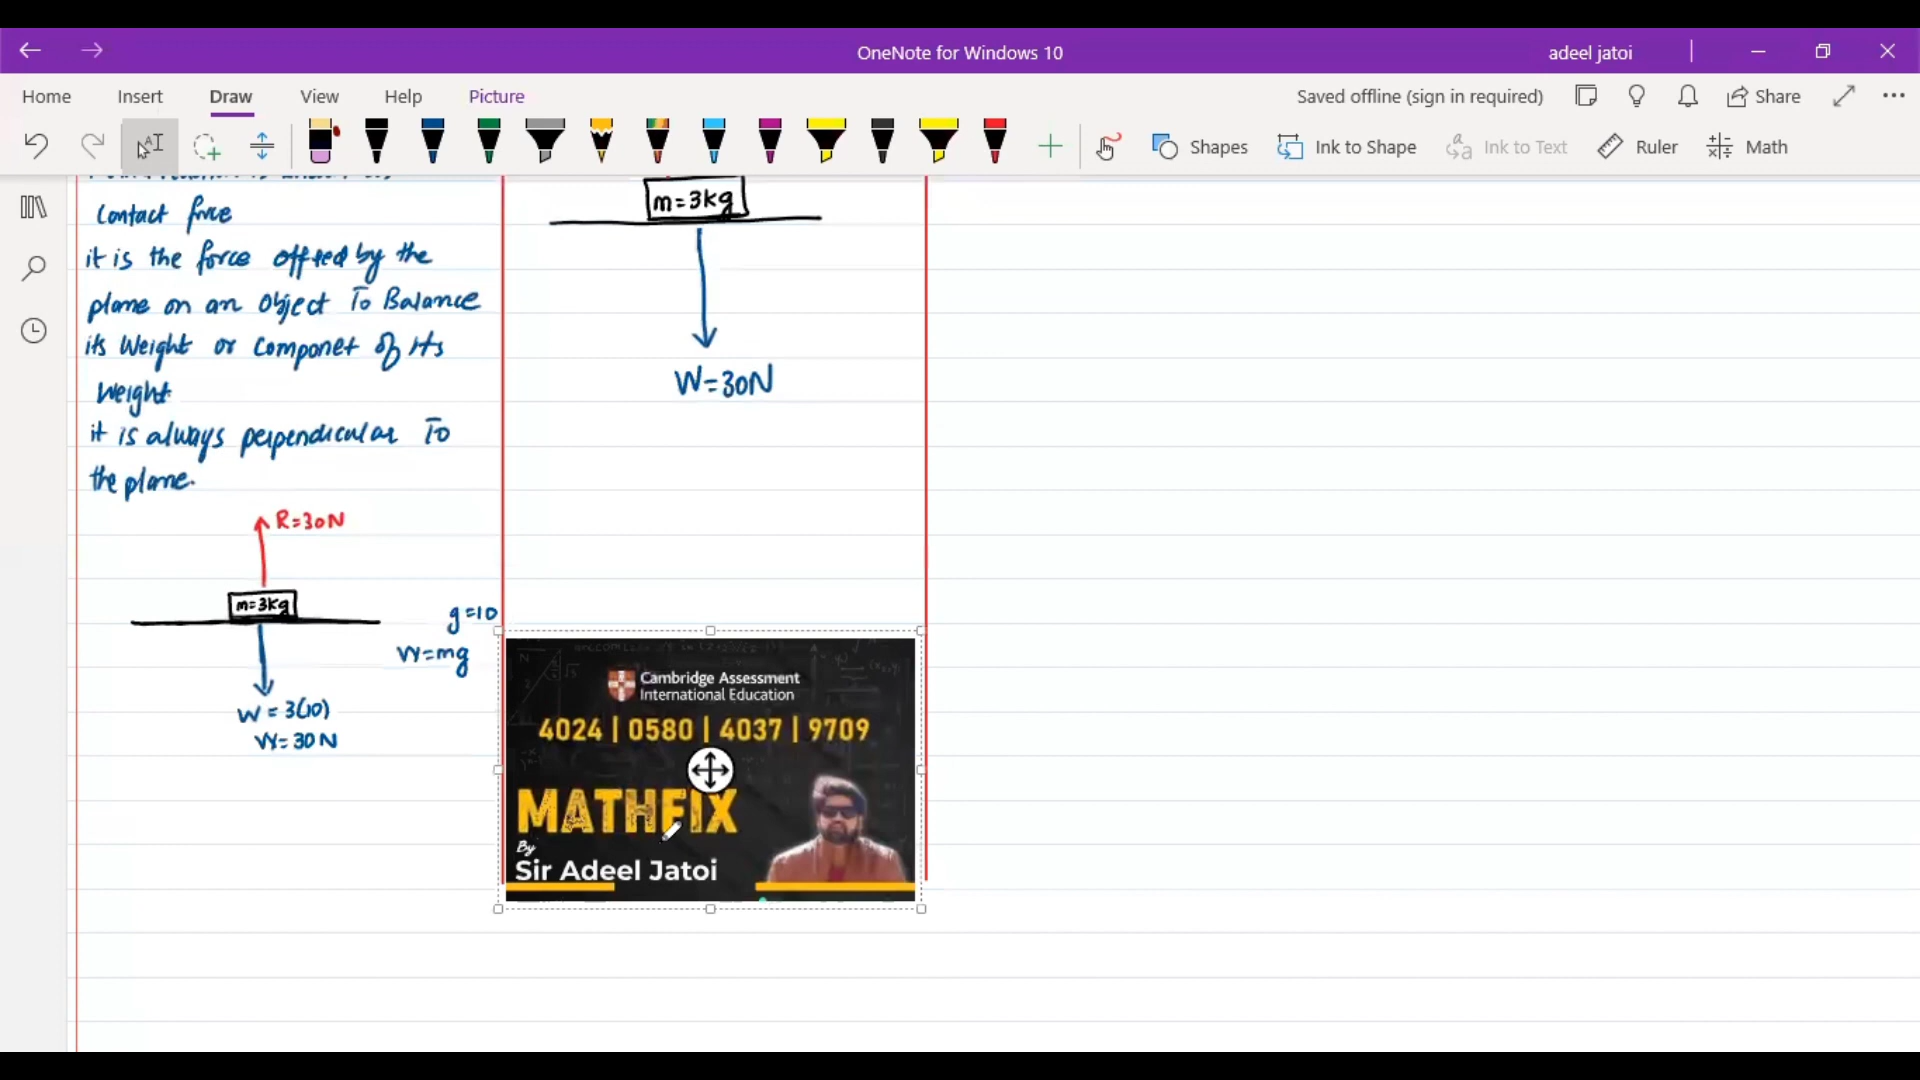 OneNote for Windows 10
adeel jatoi
Home
Insert
Draw
View
Help
Picture
Saved offline (sign in required)
Share
Shapes
Ink to Shape
Ink to Text
Ruler
Math
Contact force
it is the force offred by the
plane on an Object To Balance
its Weight or Componet of its
Weight
it is always perpendicular To
the plane.
R=30N
m=3kg
g=10
W=mg
W = 3(10)
W=30N
m=3kg
W=30N
Cambridge Assessment
International Education
4024 | 0580 | 4037 | 9709
MATHFIX
By
Sir Adeel Jatoi